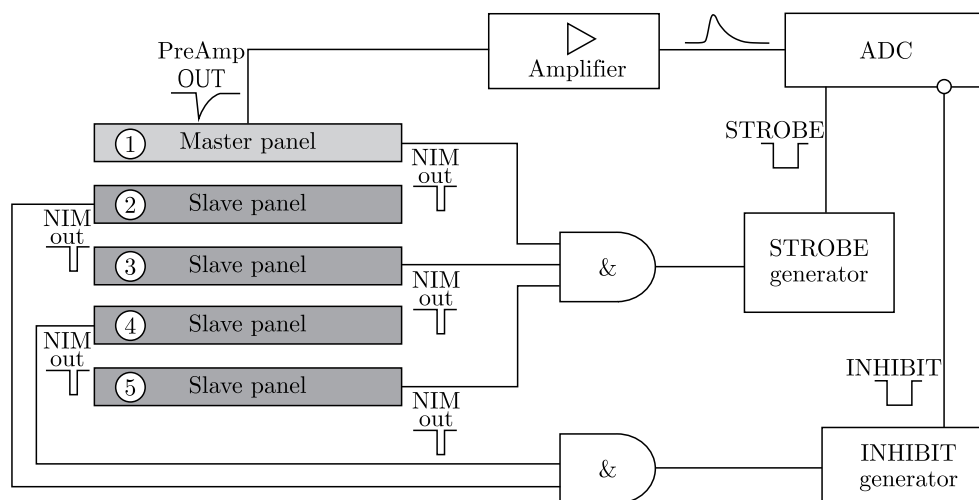 PreAmp
OUT
Amplifier
ADC
STROBE
1 Master panel
NIM
out
2 Slave panel
NIM
out
3 Slave panel
NIM
out
4 Slave panel
NIM
out
5 Slave panel
NIM
out
&
STROBE
generator
INHIBIT
&
INHIBIT
generator